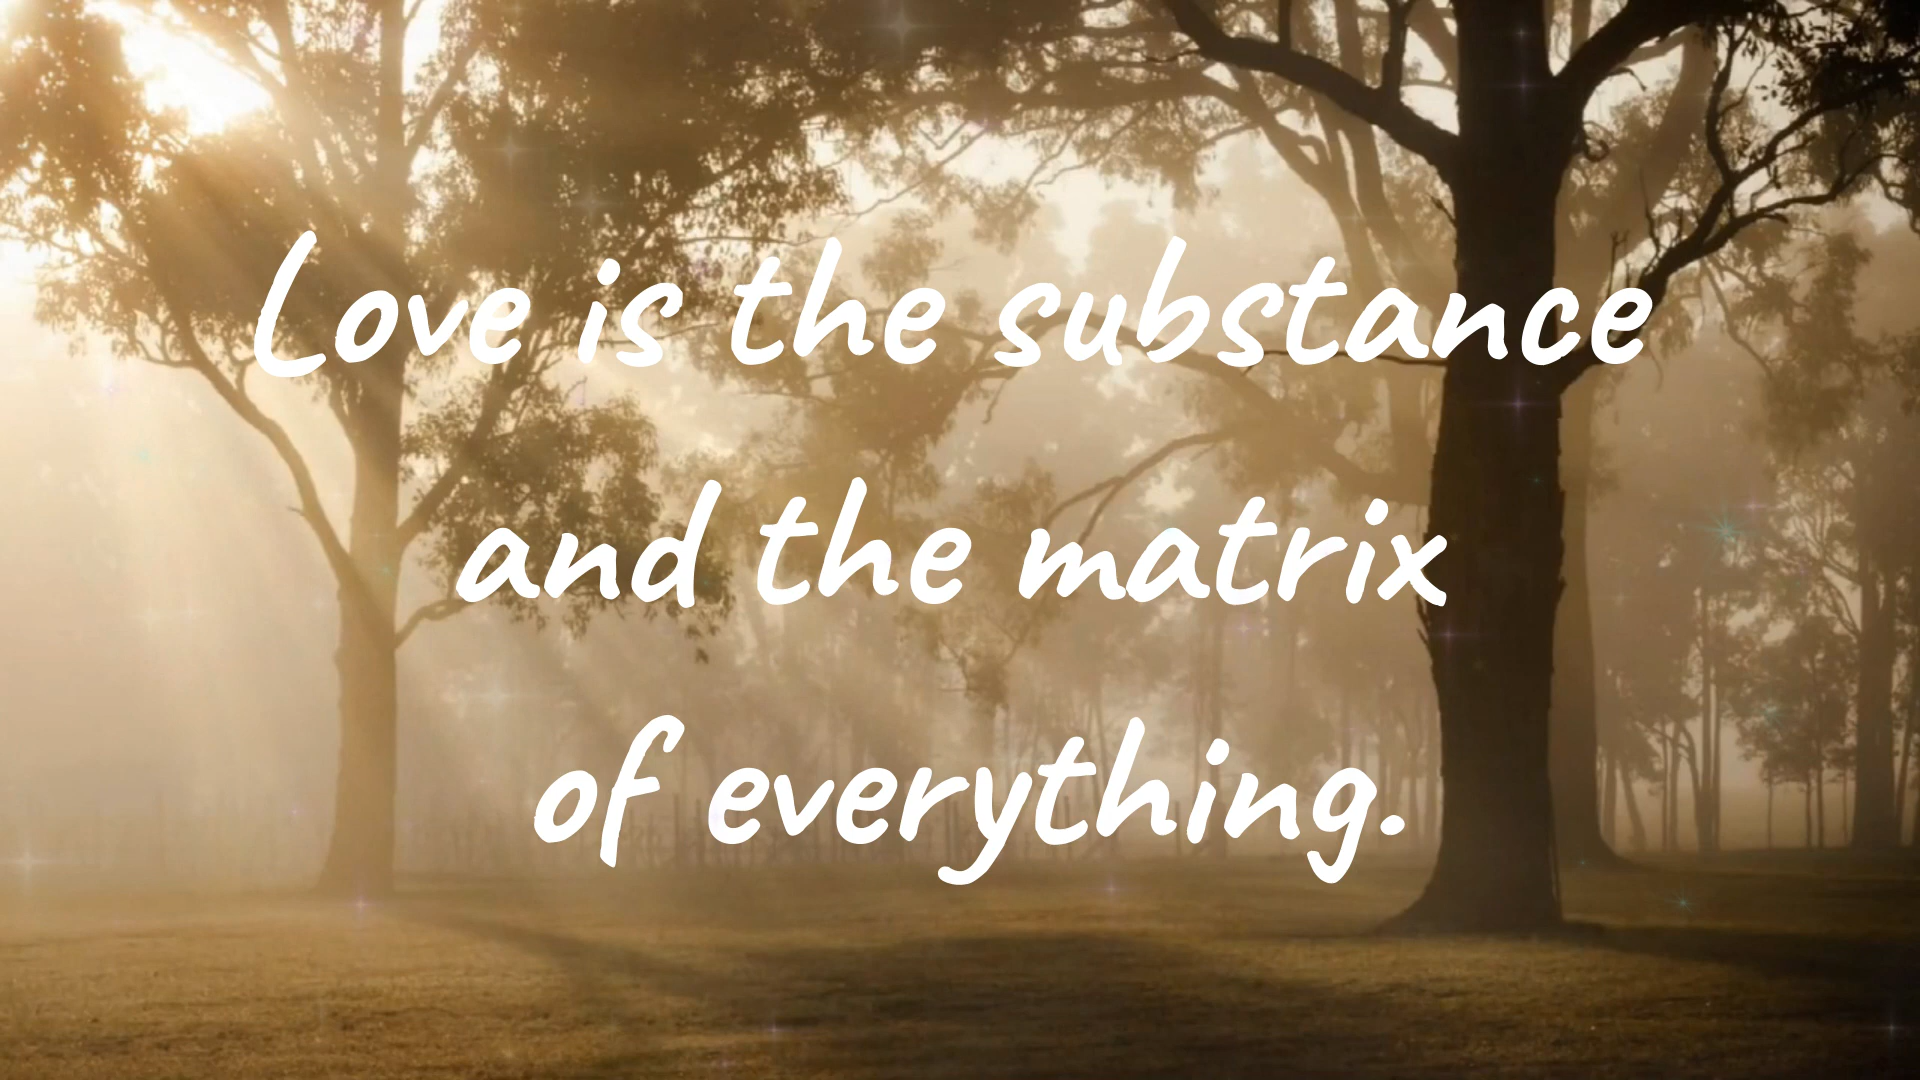 Love is the substance
and the matrix
of everything.